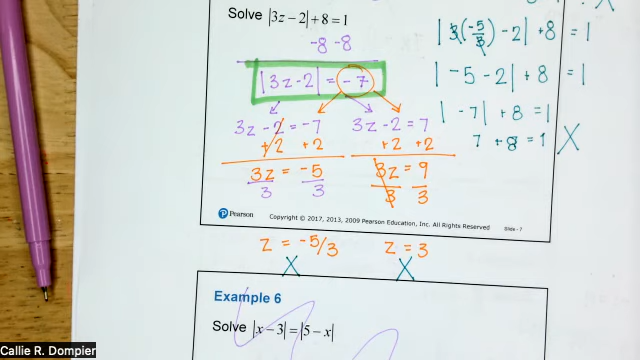 Solve |3z − 2| + 8 = 1
-8 -8
|3z-2| = -7
3z-2 = -7
+2 +2
3z = -5
3 3
z = -5/3
X
3z-2 = 7
+2 +2
3z = 9
3 3
z = 3
X
|3(-5/3) -2| +8 = 1
|-5-2| +8 = 1
|-7| +8 = 1
7 +8 = 1 X
Pearson
Copyright © 2017, 2013, 2009 Pearson Education, Inc. All Rights Reserved
Slide - 7
Example 6
Solve |x − 3| = |5 − x|
Callie R. Dompier